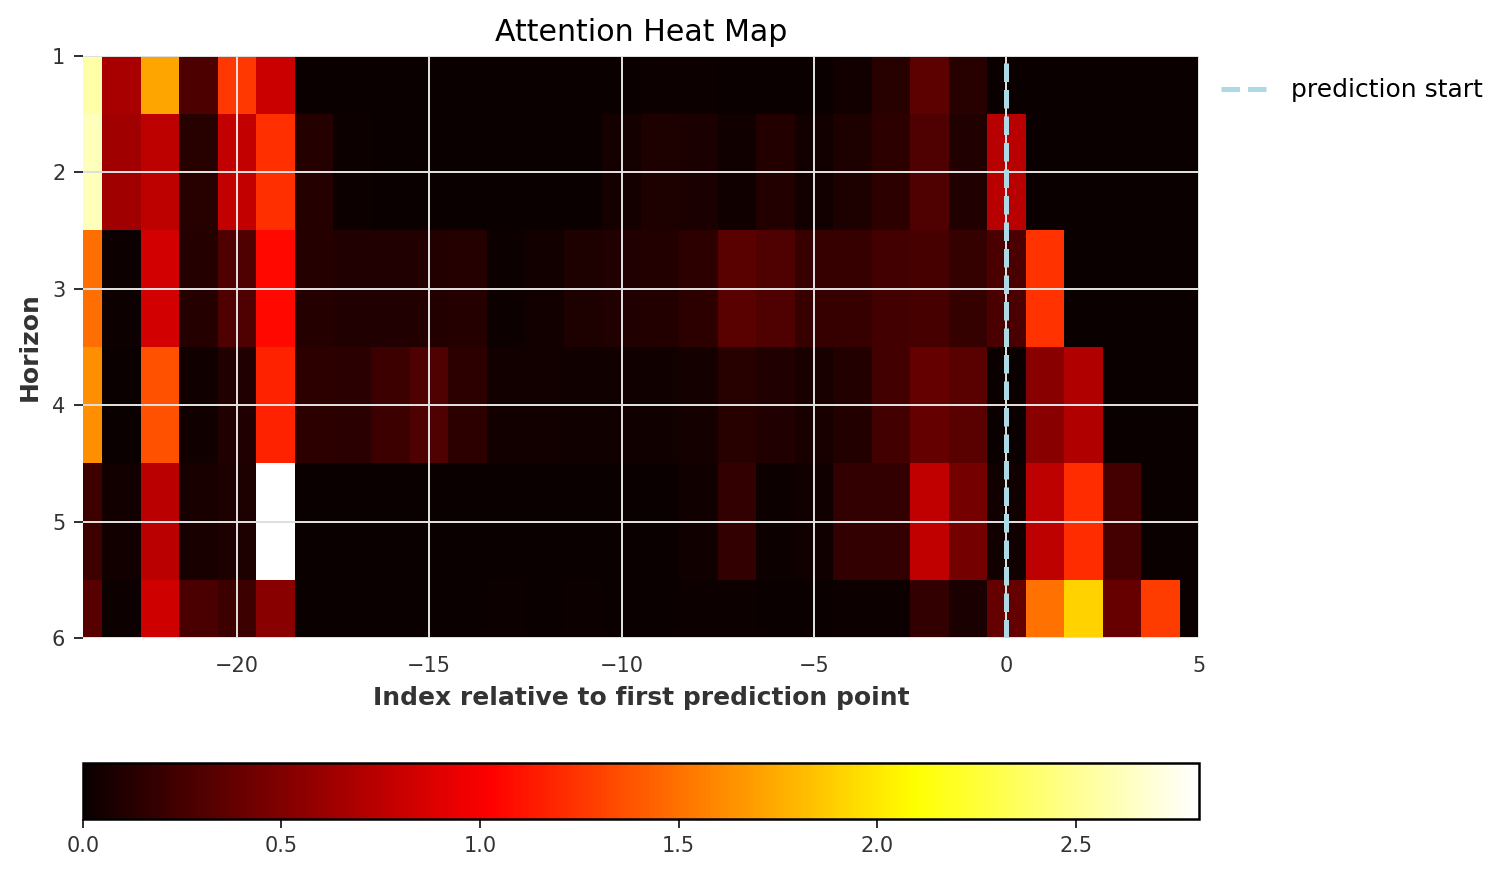 Attention Heat Map
prediction start
1
2
3
4
5
6
Horizon
−20 −15 −10 −5 0 5
Index relative to first prediction point
0.0 0.5 1.0 1.5 2.0 2.5